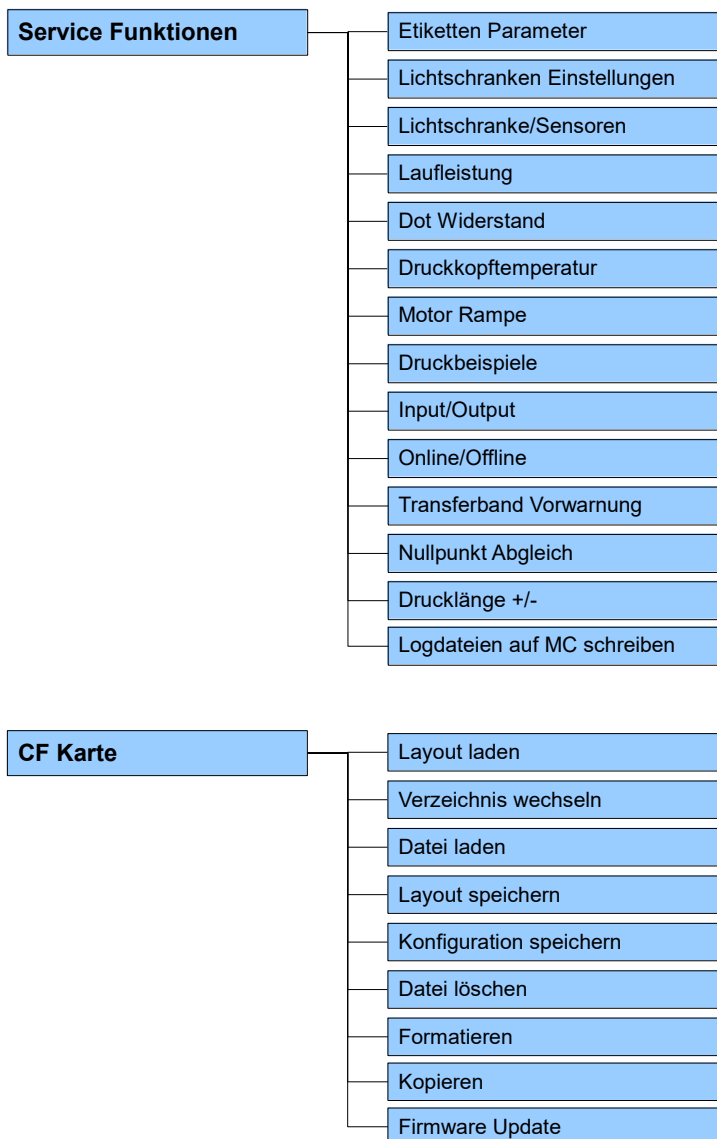 Service Funktionen
Etiketten Parameter
Lichtschranken Einstellungen
Lichtschranke/Sensoren
Laufleistung
Dot Widerstand
Druckkopftemperatur
Motor Rampe
Druckbeispiele
Input/Output
Online/Offline
Transferband Vorwarnung
Nullpunkt Abgleich
Drucklänge +/-
Logdateien auf MC schreiben
CF Karte
Layout laden
Verzeichnis wechseln
Datei laden
Layout speichern
Konfiguration speichern
Datei löschen
Formatieren
Kopieren
Firmware Update